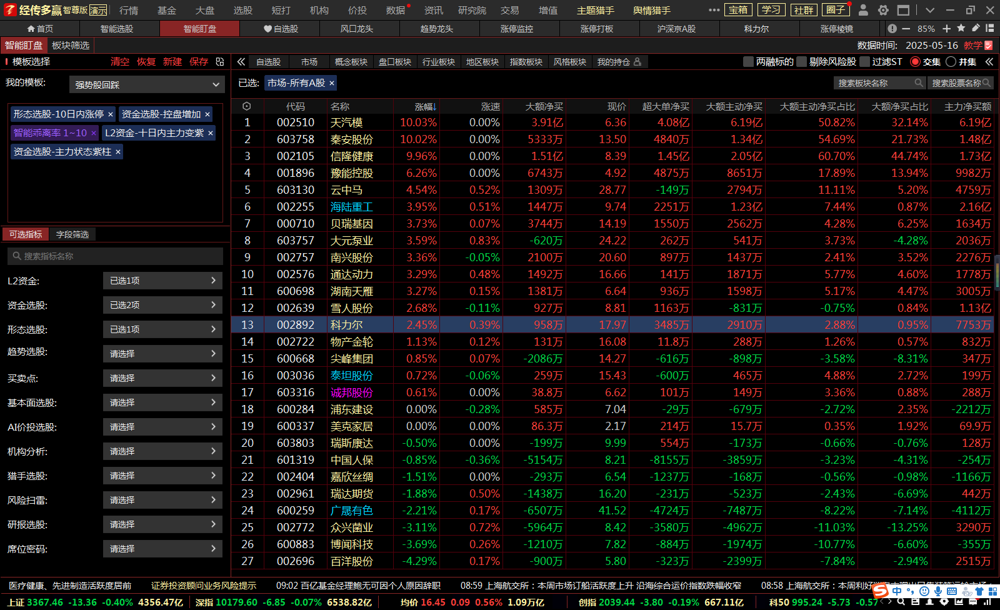 经传多赢 智尊版 演示 行情 基金 大盘 选股 短打 机构 价投 数据 资讯 研究院 交易 增值 主题猎手 舆情猎手 宝箱 学习 社群 圈子
首页 智能选股 智能盯盘 自选股 风口龙头 趋势龙头 涨停监控 涨停打板 沪深京A股 科力尔 涨停棱镜 85%
智能盯盘 板块筛选 数据时间: 2025-05-16 教学
模板选择 清空 恢复 新建 保存
自选股 市场 概念板块 盘口板块 行业板块 地区板块 指数板块 风格板块 我的持仓 两融标的 剔除风险股 过滤ST 交集 并集
我的模板: 强势股回踩
已选: 市场-所有A股 × 搜索板块名称 搜索股票名称
形态选股-10日内涨停 × 资金选股-控盘增加 ×
智能乖离率 1~10 × L2资金-十日内主力变紫 ×
资金选股-主力状态紫柱 ×
可选指标 字段筛选
搜索指标名称
L2资金: 已选1项
资金选股: 已选2项
形态选股: 已选1项
趋势选股: 请选择
买卖点: 请选择
基本面选股: 请选择
AI价投选股: 请选择
机构分析: 请选择
猎手选股: 请选择
风险扫雷: 请选择
研报选股: 请选择
席位密码: 请选择
代码 名称 涨幅↓ 涨速 大额净买 现价 超大单净买 大额主动净买 大额主动净买占比 大额净买占比 主力净买额
1 002510 天汽模 10.03% 0.00% 3.91亿 6.36 4.08亿 6.19亿 50.82% 32.14% 6.19亿
2 603758 秦安股份 10.02% 0.00% 5333万 13.50 4840万 1.34亿 54.69% 21.73% 1.48亿
3 002105 信隆健康 9.96% 0.00% 1.51亿 8.39 1.45亿 2.05亿 60.70% 44.74% 1.73亿
4 001896 豫能控股 6.26% 0.00% 6743万 4.92 4875万 8651万 17.89% 13.94% 9982万
5 603130 云中马 4.54% 0.52% 1309万 28.77 -149万 2794万 11.11% 5.20% 4759万
6 002255 海陆重工 3.95% 0.51% 1447万 9.74 2251万 1.23亿 7.44% 0.87% 2.16亿
7 000710 贝瑞基因 3.73% 0.07% 3744万 14.19 1550万 2562万 4.28% 6.25% 1634万
8 603757 大元泵业 3.59% 0.83% -620万 24.22 262万 541万 3.73% -4.28% 2036万
9 002757 南兴股份 3.36% -0.05% 2100万 20.60 897万 1437万 2.41% 3.52% 2276万
10 002576 通达动力 3.29% 0.48% 1492万 16.66 141万 1871万 5.77% 4.60% 1778万
11 600698 湖南天雁 3.27% 0.15% 1381万 6.64 936万 1598万 5.17% 4.47% 3005万
12 002639 雪人股份 2.68% -0.11% 927万 8.81 1163万 -831万 -0.75% 0.84% 1.13亿
13 002892 科力尔 2.45% 0.39% 958万 17.97 3485万 2910万 2.88% 0.95% 7753万
14 002722 物产金轮 1.13% 0.12% 131万 16.08 11.8万 288万 1.26% 0.57% 832万
15 600668 尖峰集团 0.85% 0.07% -2086万 14.27 -616万 -898万 -3.58% -8.31% 347万
16 003036 泰坦股份 0.72% -0.06% 259万 15.43 -600万 465万 4.88% 2.72% 199万
17 603316 诚邦股份 0.61% 0.00% 38.8万 6.62 101万 149万 3.36% 0.88% 288万
18 600284 浦东建设 0.00% -0.28% 585万 7.04 -29万 -679万 -2.72% 2.35% -2212万
19 600337 美克家居 0.00% 0.00% 86.3万 2.17 214万 15.7万 0.35% 1.92% 69.9万
20 603803 瑞斯康达 -0.50% 0.00% -199万 9.99 554万 -173万 -0.66% -0.76% 128万
21 601319 中国人保 -0.85% -0.36% -5154万 8.21 -8155万 -3859万 -3.23% -4.31% -254万
22 002404 嘉欣丝绸 -1.51% 0.00% -293万 6.54 -1237万 -168万 -0.56% -0.98% -1166万
23 002961 瑞达期货 -1.88% 0.50% -1438万 16.20 -231万 -523万 -2.43% -6.69% 442万
24 600259 广晟有色 -2.21% 0.17% -6507万 41.52 -4724万 -7487万 -8.22% -7.14% -4112万
25 002772 众兴菌业 -3.11% 0.72% -5964万 8.42 -3580万 -4962万 -11.03% -13.25% 3290万
26 600883 博闻科技 -3.69% 0.26% -1210万 7.82 -884万 -1974万 -10.77% -6.60% -355万
27 002696 百洋股份 -4.29% 0.17% -900万 5.80 -323万 -2399万 -7.84% -2.94% 2515万
医疗健康、先进制造活跃度居前 证券投资顾问业务风险提示 09:02 百亿基金经理鲍无可因个人原因辞职 08:59 上海航交所：本周市场订船活跃度上升 沿海综合运价指数跌幅收窄 08:58 上海航交所：本周利好
上证 3367.46 -13.36 -0.40% 4356.47亿 深指 10179.60 -6.85 -0.07% 6538.82亿 均价 16.45 0.09 0.56% 1.09万亿 创指 2039.44 -3.80 -0.19% 667.11亿 科50 995.24 -5.73 -0.57
中